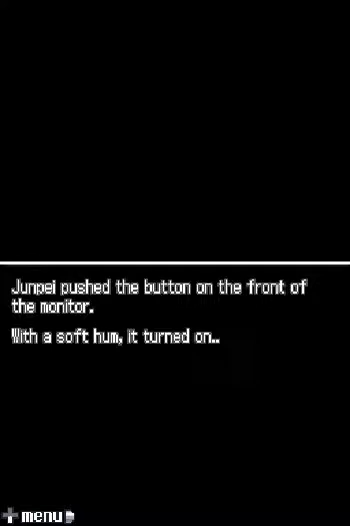 Junpei pushed the button on the front of
the monitor.
With a soft hum, it turned on..
menu